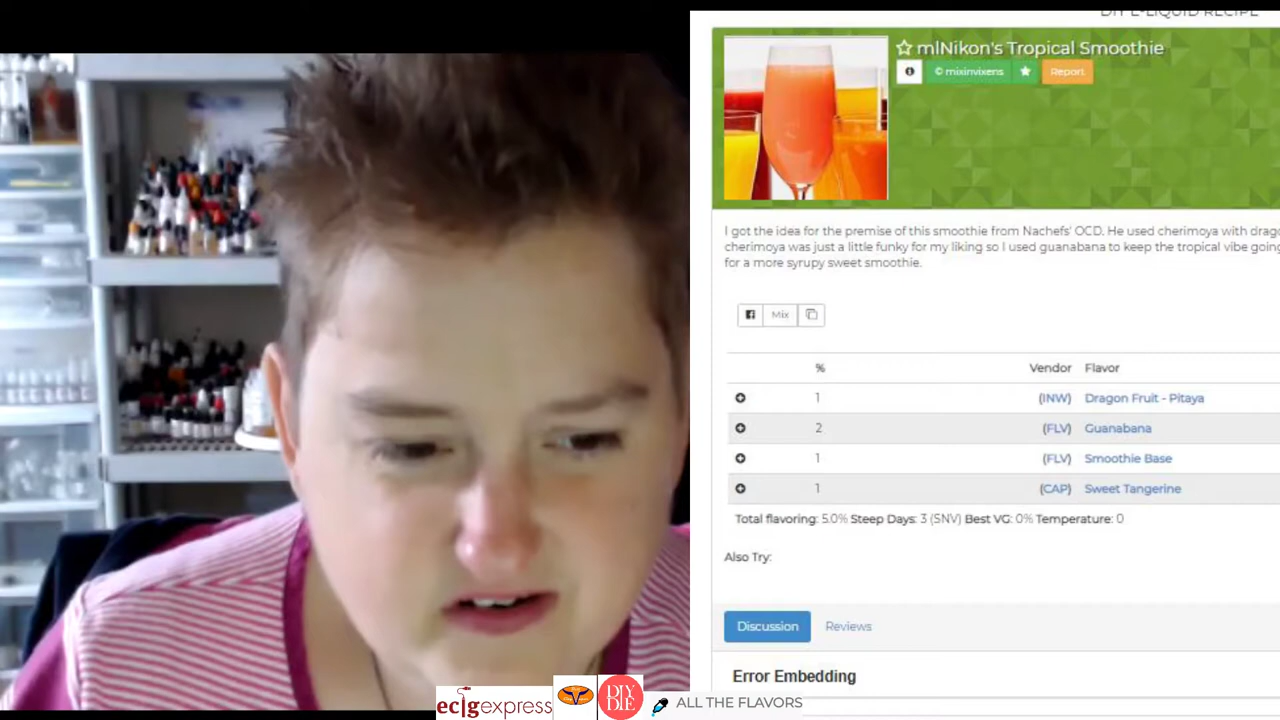 DIY E-LIQUID RECIPE
mlNikon's Tropical Smoothie
© mixinvixens
Report
I got the idea for the premise of this smoothie from Nachefs' OCD. He used cherimoya with
cherimoya was just a little funky for my liking so I used guanabana to keep the tropical vibe going
for a more syrupy sweet smoothie.
Mix
% Vendor Flavor
1 (INW) Dragon Fruit - Pitaya
2 (FLV) Guanabana
1 (FLV) Smoothie Base
1 (CAP) Sweet Tangerine
Total flavoring: 5.0% Steep Days: 3 (SNV) Best VG: 0% Temperature: 0
Also Try:
Discussion Reviews
Error Embedding
ecigexpress DIY
DIE
ALL THE FLAVORS